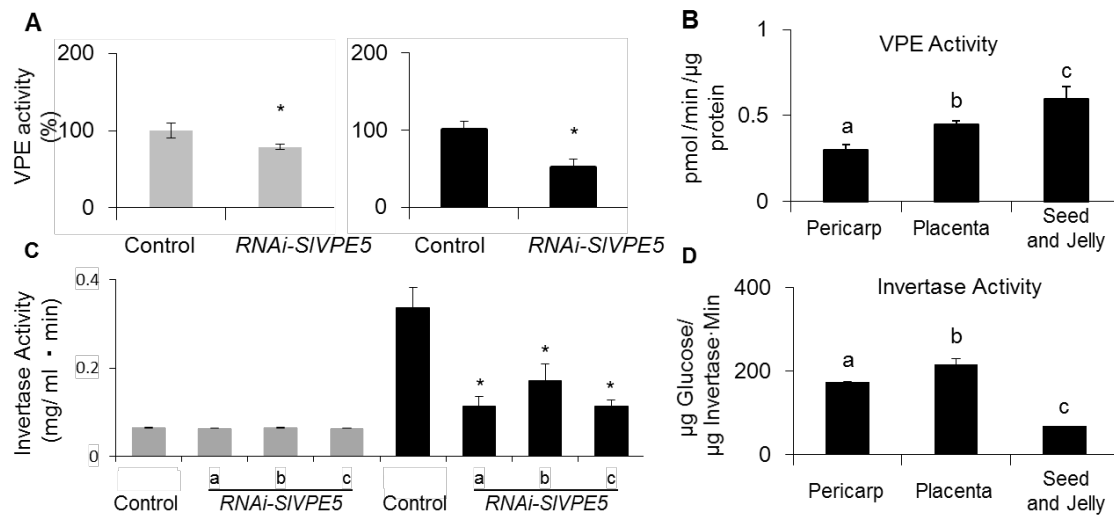 A
VPE activity
(%)
200
100
0
*
Control
RNAi-SlVPE5
200
100
0
*
Control
RNAi-SlVPE5
B
VPE Activity
pmol /min /µg
protein
1
0.5
0
a
b
c
Pericarp
Placenta
Seed
and Jelly
C
Invertase Activity
(mg/ ml · min)
0.4
0.2
0
*
*
*
a
b
c
a
b
c
Control
RNAi-SlVPE5
Control
RNAi-SlVPE5
D
Invertase Activity
µg Glucose/
µg Invertase·Min
400
200
0
a
b
c
Pericarp
Placenta
Seed
and Jelly